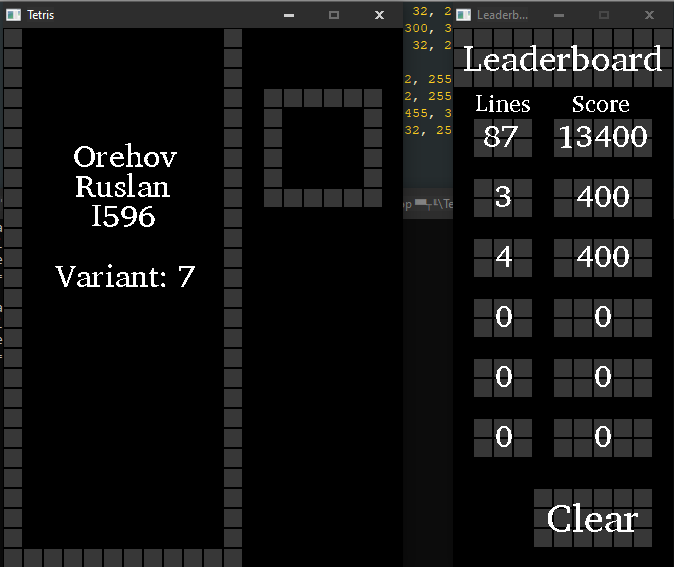 Tetris
Orehov
Ruslan
I596
Variant: 7
32, 2
300, 3
32, 2
2, 255
2, 255
455, 3
32, 25
Leaderb...
Leaderboard
Lines Score
87 13400
3 400
4 400
0 0
0 0
0 0
Clear